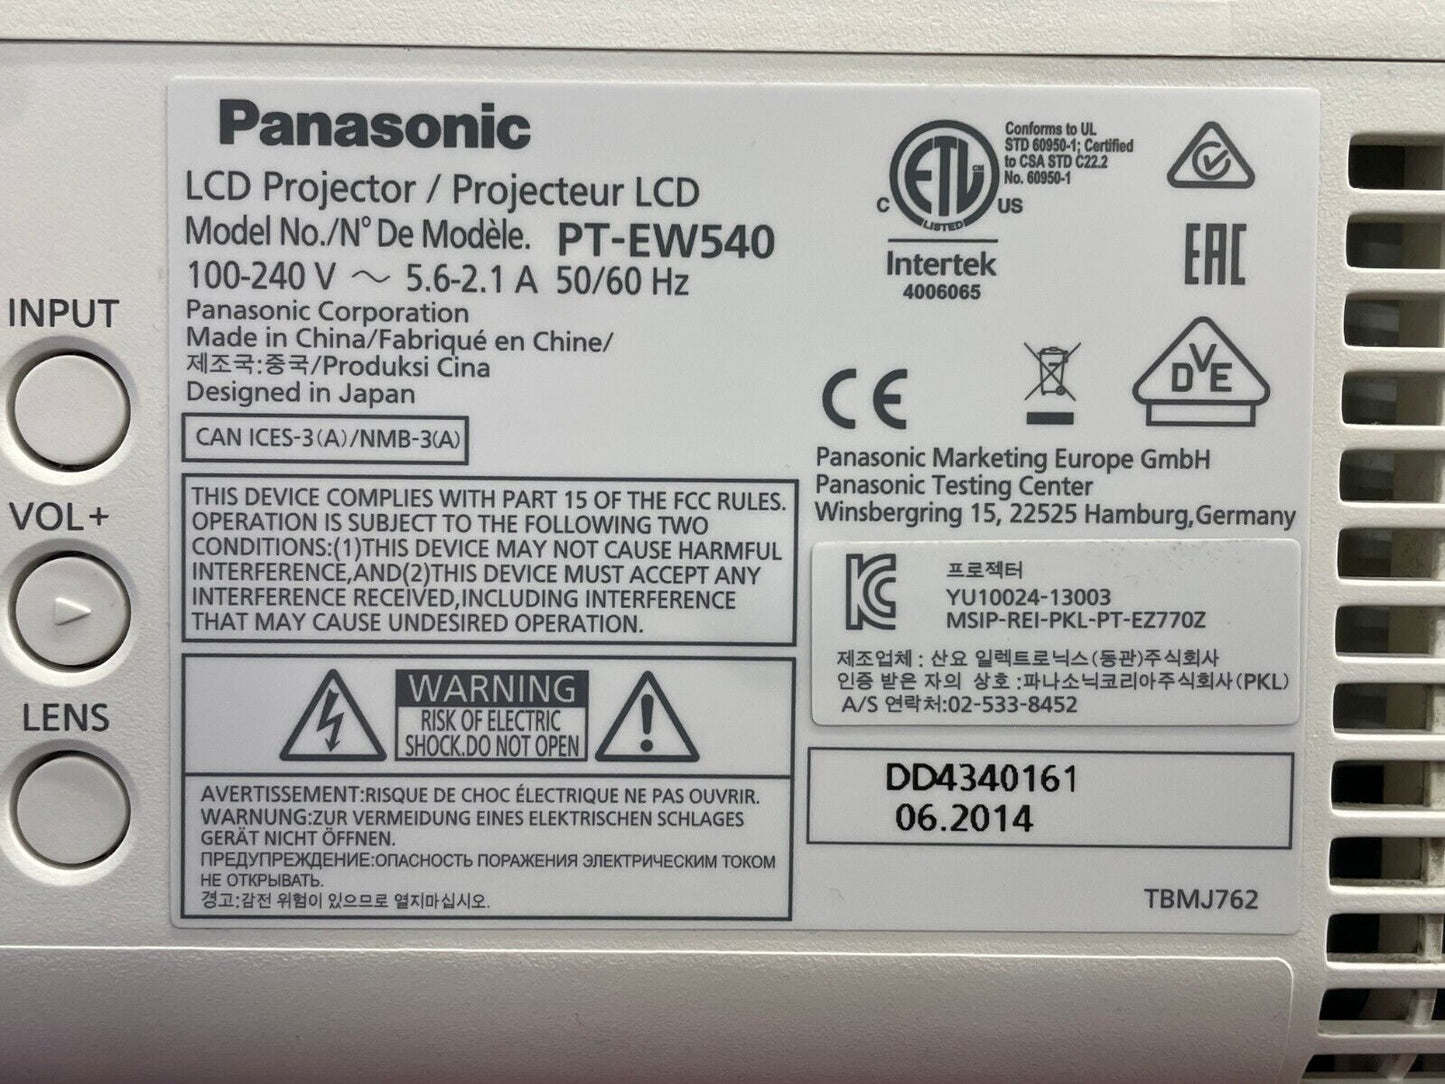 INPUT
VOL+
LENS
Panasonic
LCD Projector / Projecteur LCD
Model No./N° De Modèle. PT-EW540
100-240 V ～ 5.6-2.1 A 50/60 Hz
Panasonic Corporation
Made in China/Fabriqué en Chine/
제조국:중국/Produksi Cina
Designed in Japan
CAN ICES-3(A)/NMB-3(A)
THIS DEVICE COMPLIES WITH PART 15 OF THE FCC RULES.
OPERATION IS SUBJECT TO THE FOLLOWING TWO
CONDITIONS:(1)THIS DEVICE MAY NOT CAUSE HARMFUL
INTERFERENCE,AND(2)THIS DEVICE MUST ACCEPT ANY
INTERFERENCE RECEIVED,INCLUDING INTERFERENCE
THAT MAY CAUSE UNDESIRED OPERATION.
WARNING
RISK OF ELECTRIC
SHOCK.DO NOT OPEN
AVERTISSEMENT:RISQUE DE CHOC ÉLECTRIQUE NE PAS OUVRIR.
WARNUNG:ZUR VERMEIDUNG EINES ELEKTRISCHEN SCHLAGES
GERÄT NICHT ÖFFNEN.
ПРЕДУПРЕЖДЕНИЕ:ОПАСНОСТЬ ПОРАЖЕНИЯ ЭЛЕКТРИЧЕСКИМ ТОКОМ
НЕ ОТКРЫВАТЬ.
경고:감전 위험이 있으므로 열지마십시오.
ETL
CM
LISTED
C US
Conforms to UL
STD 60950-1; Certified
to CSA STD C22.2
No. 60950-1
Intertek
4006065
EAC
CE
DVE
Panasonic Marketing Europe GmbH
Panasonic Testing Center
Winsbergring 15, 22525 Hamburg,Germany
KC
프로젝터
YU10024-13003
MSIP-REI-PKL-PT-EZ770Z
제조업체 : 산요 일렉트로닉스(동관)주식회사
인증 받은 자의 상호 :파나소닉코리아주식회사(PKL)
A/S 연락처:02-533-8452
DD4340161
06.2014
TBMJ762